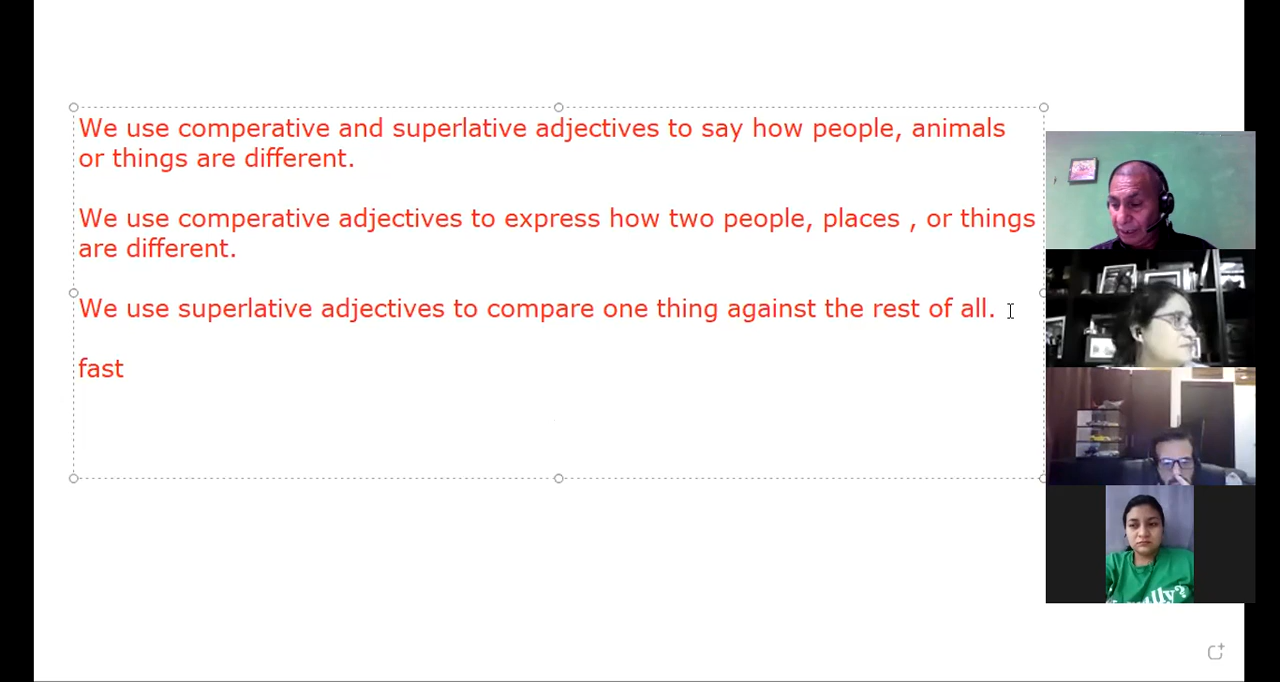 We use comperative and superlative adjectives to say how people, animals
or things are different.
We use comperative adjectives to express how two people, places , or things
are different.
We use superlative adjectives to compare one thing against the rest of all.
fast